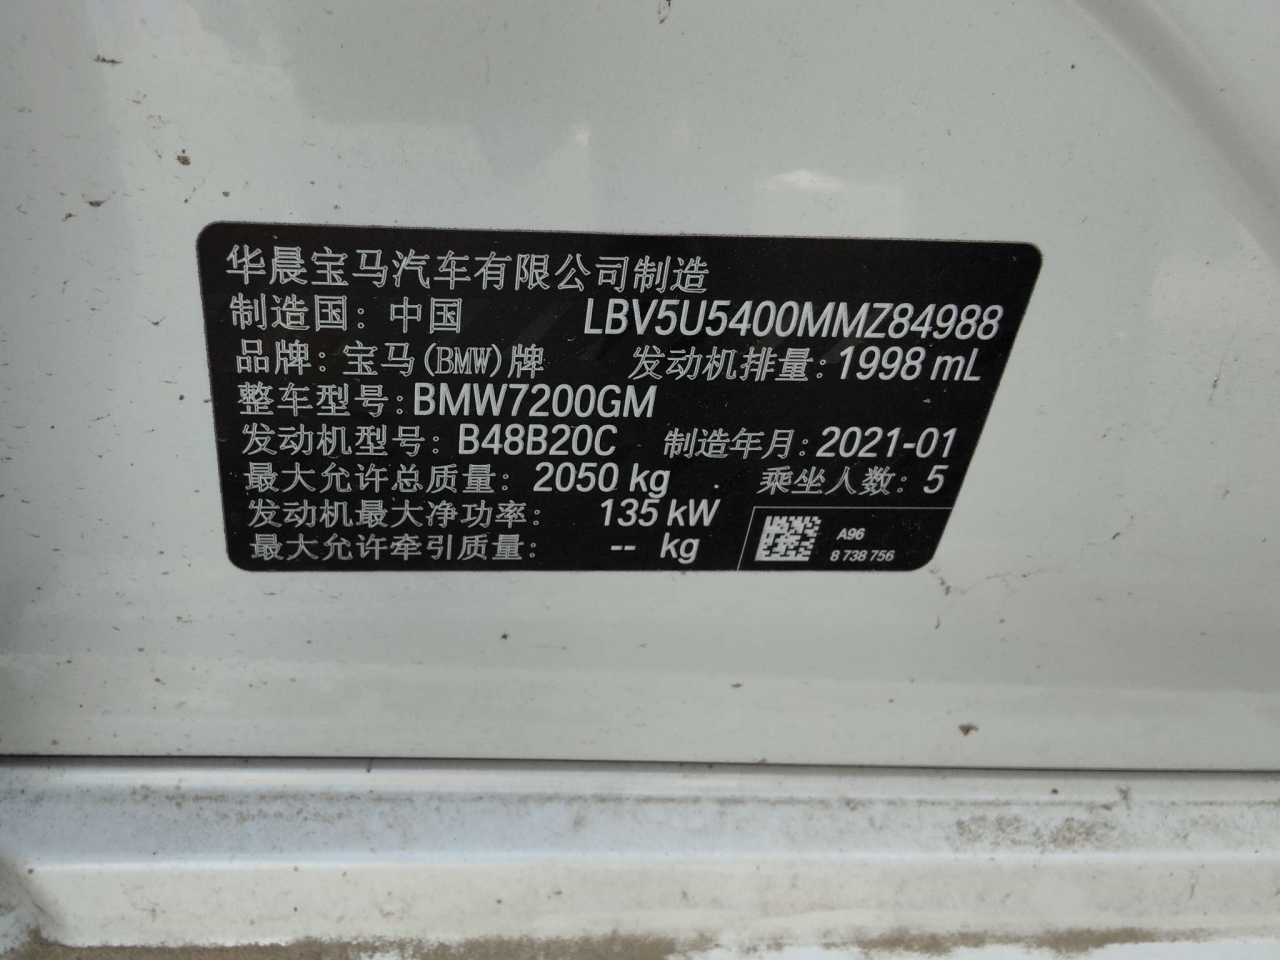 华晨宝马汽车有限公司制造
制造国: 中国 LBV5U5400MMZ84988
品牌: 宝马(BMW)牌 发动机排量: 1998 mL
整车型号: BMW7200GM
发动机型号: B48B20C 制造年月: 2021-01
最大允许总质量: 2050 kg 乘坐人数: 5
发动机最大净功率: 135 kW
最大允许牵引质量: -- kg
A96
8 738 756